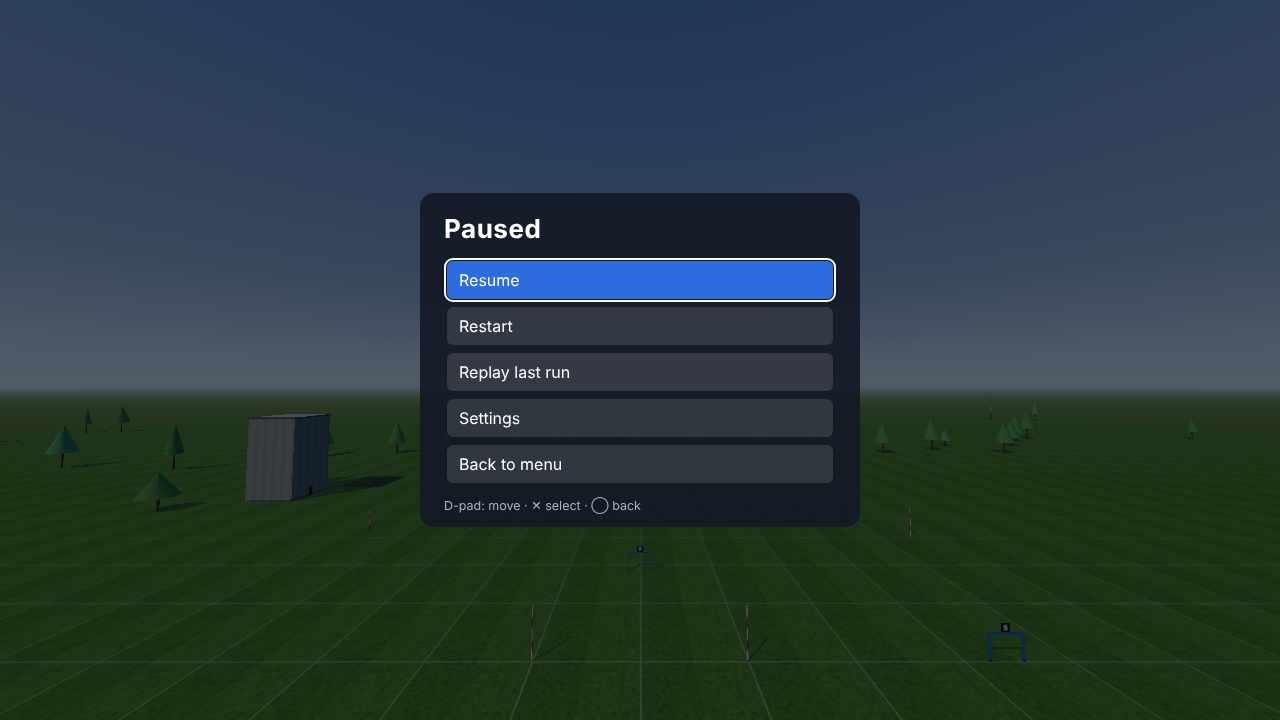 Paused
Resume
Restart
Replay last run
Settings
Back to menu
D-pad: move · ✕ select · ◯ back